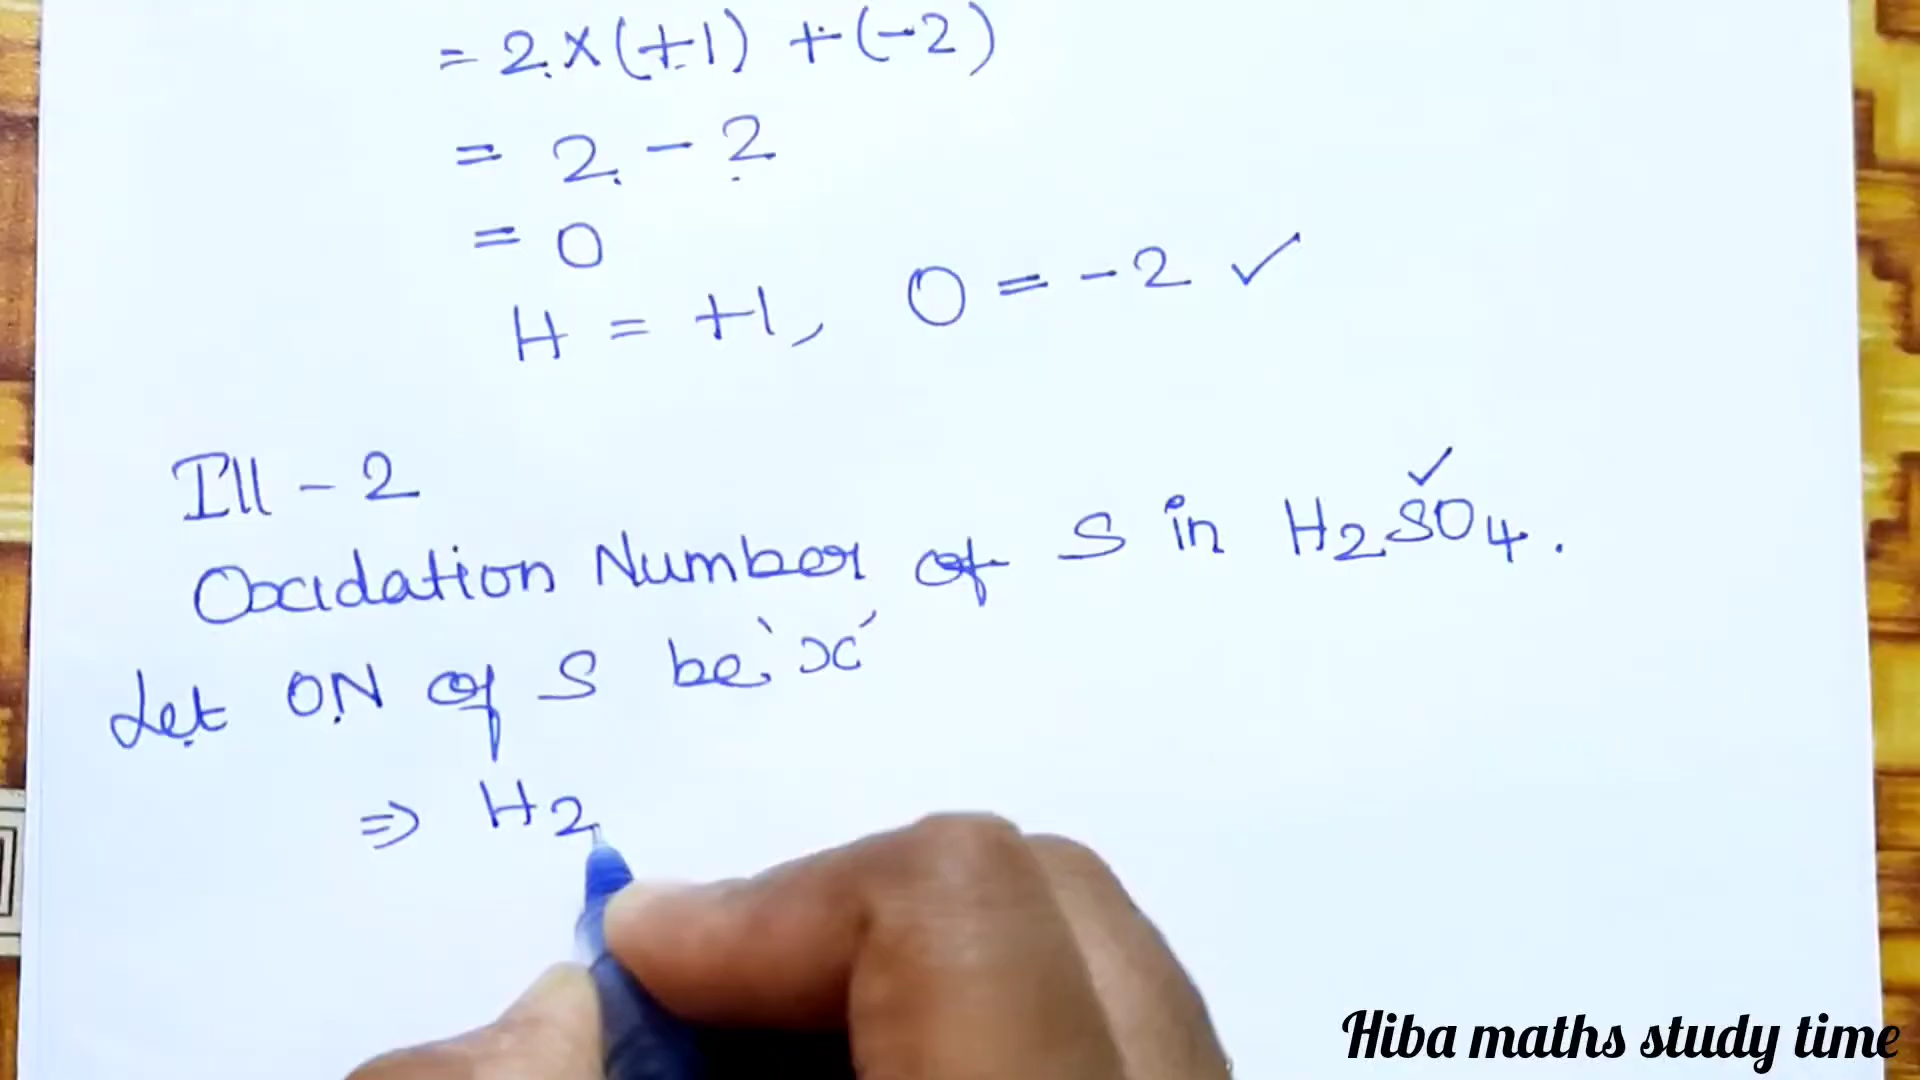 = 2 × (+1) + (-2)
= 2 - 2
= 0
H = +1, O = -2 ✓
Ill - 2
Oxidation Number of S in H2SO4.
Let ON of S be 'x'
⇒ H2
Hiba maths study time